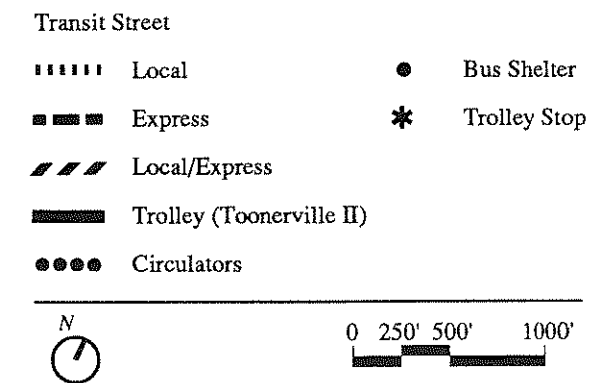 Transit Street
Local
Bus Shelter
Express
Trolley Stop
Local/Express
Trolley (Toonerville II)
Circulators
N
0 250' 500' 1000'